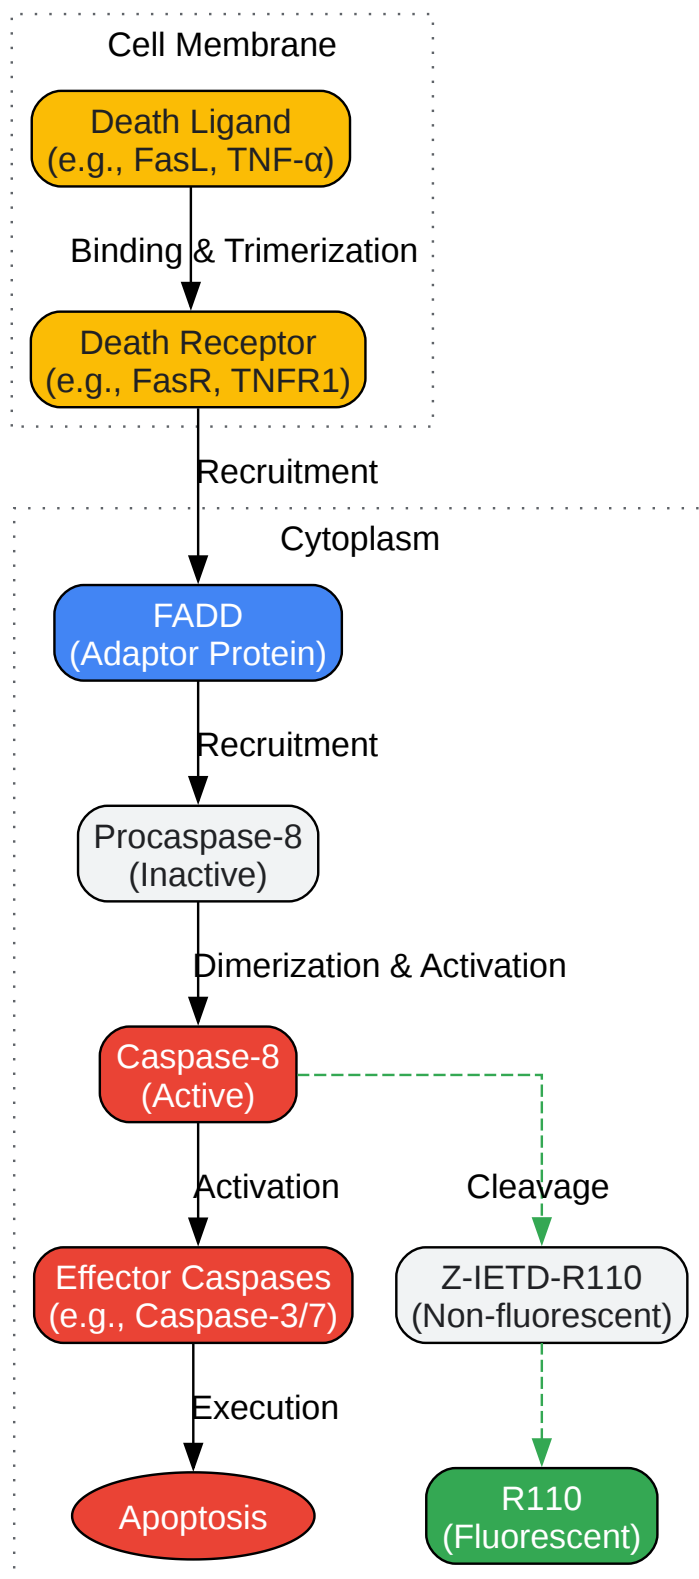 Cell Membrane
Death Ligand
(e.g., FasL, TNF-α)
Binding & Trimerization
Death Receptor
(e.g., FasR, TNFR1)
Recruitment
Cytoplasm
FADD
(Adaptor Protein)
Recruitment
Procaspase-8
(Inactive)
Dimerization & Activation
Caspase-8
(Active)
Activation
Cleavage
Effector Caspases
(e.g., Caspase-3/7)
Z-IETD-R110
(Non-fluorescent)
Execution
Apoptosis
R110
(Fluorescent)